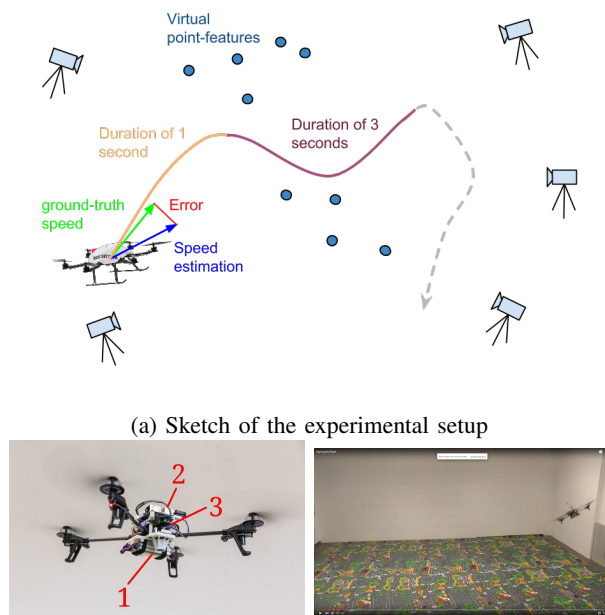 Virtual
point-features
Duration of 1
second
Duration of 3
seconds
ground-truth
speed
Error
Speed
estimation
(a) Sketch of the experimental setup
2
3
1